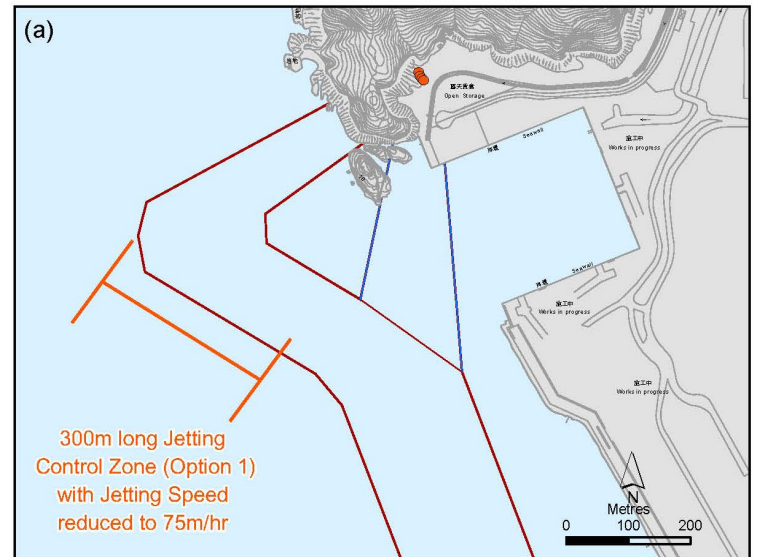 (a)
露天貨倉
Open Storage
海堤
Seawall
施工中
Works in progress
海堤
Seawall
施工中
Works in progress
施工中
Works in progress
300m long Jetting
Control Zone (Option 1)
with Jetting Speed
reduced to 75m/hr
N
Metres
0 100 200